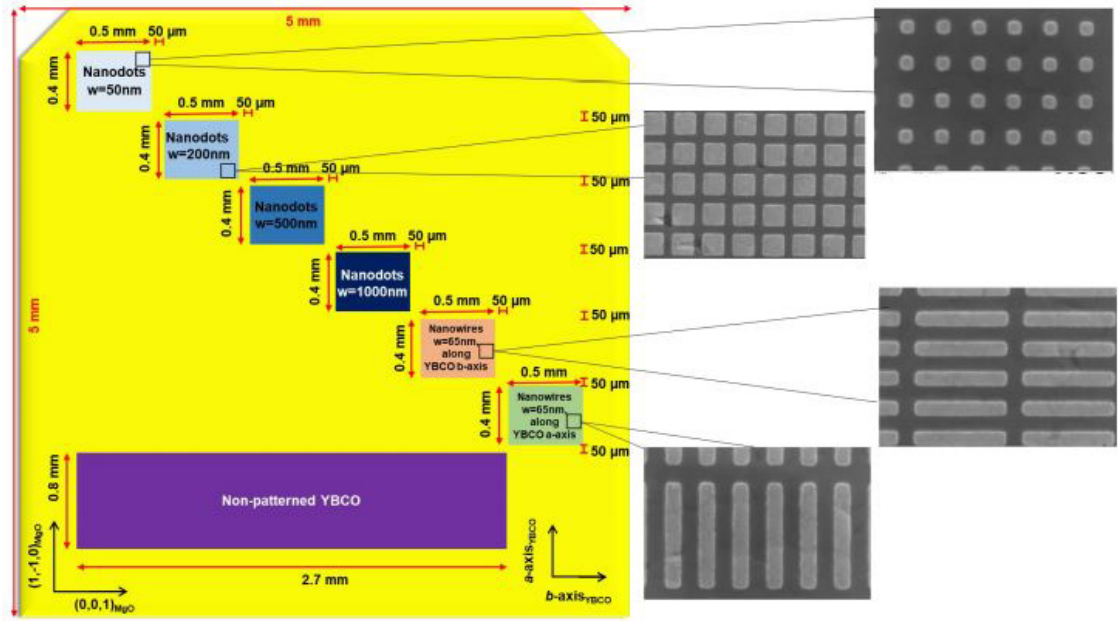 5 mm
0.5 mm 50 µm
0.4 mm
Nanodots
w=50nm
0.5 mm 50 µm
50 µm
0.4 mm
Nanodots
w=200nm
0.5 mm 50 µm
50 µm
0.4 mm
Nanodots
w=500nm
0.5 mm 50 µm
50 µm
0.4 mm
Nanodots
w=1000nm
5 mm
0.5 mm 50 µm
50 µm
0.4 mm
Nanowires
w=65nm
along
YBCO b-axis
0.5 mm
50 µm
0.4 mm
Nanowires
w=65nm
along
YBCO a-axis
50 µm
0.8 mm
Non-patterned YBCO
2.7 mm
(1,-1,0)MgO
(0,0,1)MgO
a-axisYBCO
b-axisYBCO